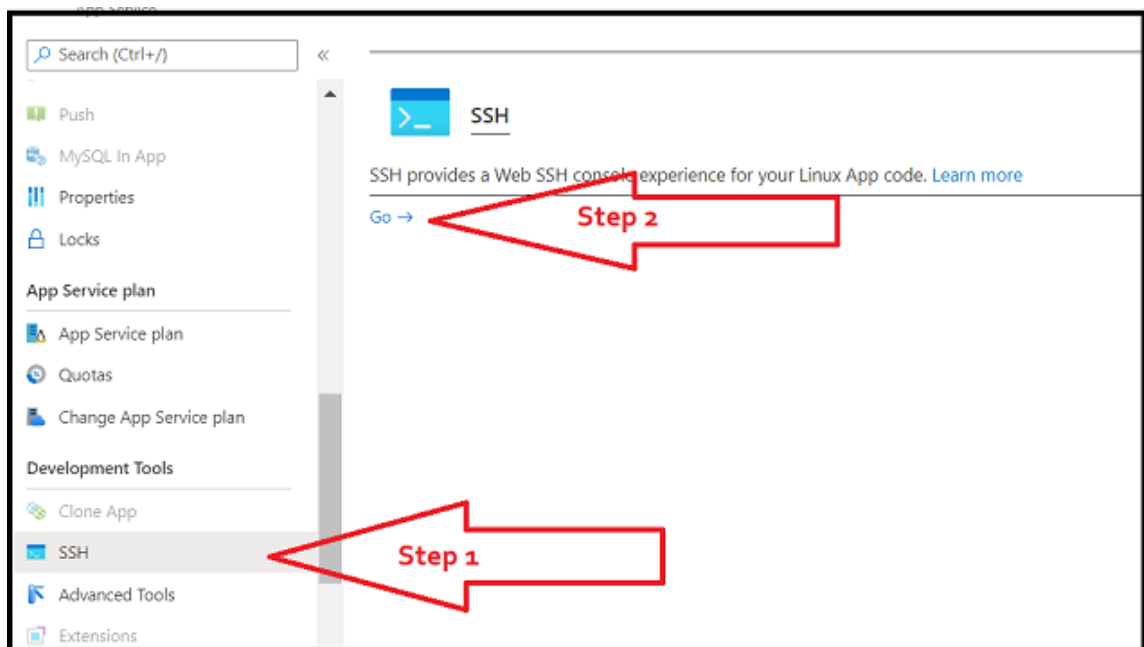 App Service
Search (Ctrl+/)
«
Push
MySQL In App
Properties
Locks
App Service plan
App Service plan
Quotas
Change App Service plan
Development Tools
Clone App
SSH
Advanced Tools
Extensions
>_
SSH
SSH provides a Web SSH console experience for your Linux App code. Learn more
Go →
Step 2
Step 1